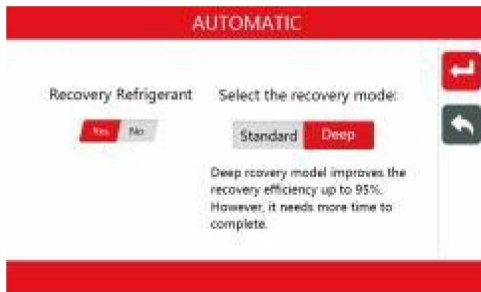 AUTOMATIC
Recovery Refrigerant
Select the recovery mode:
Yes No
Standard Deep
Deep rcovery model improves the
recovery efficiency up to 95%.
However, it needs more time to
complete.